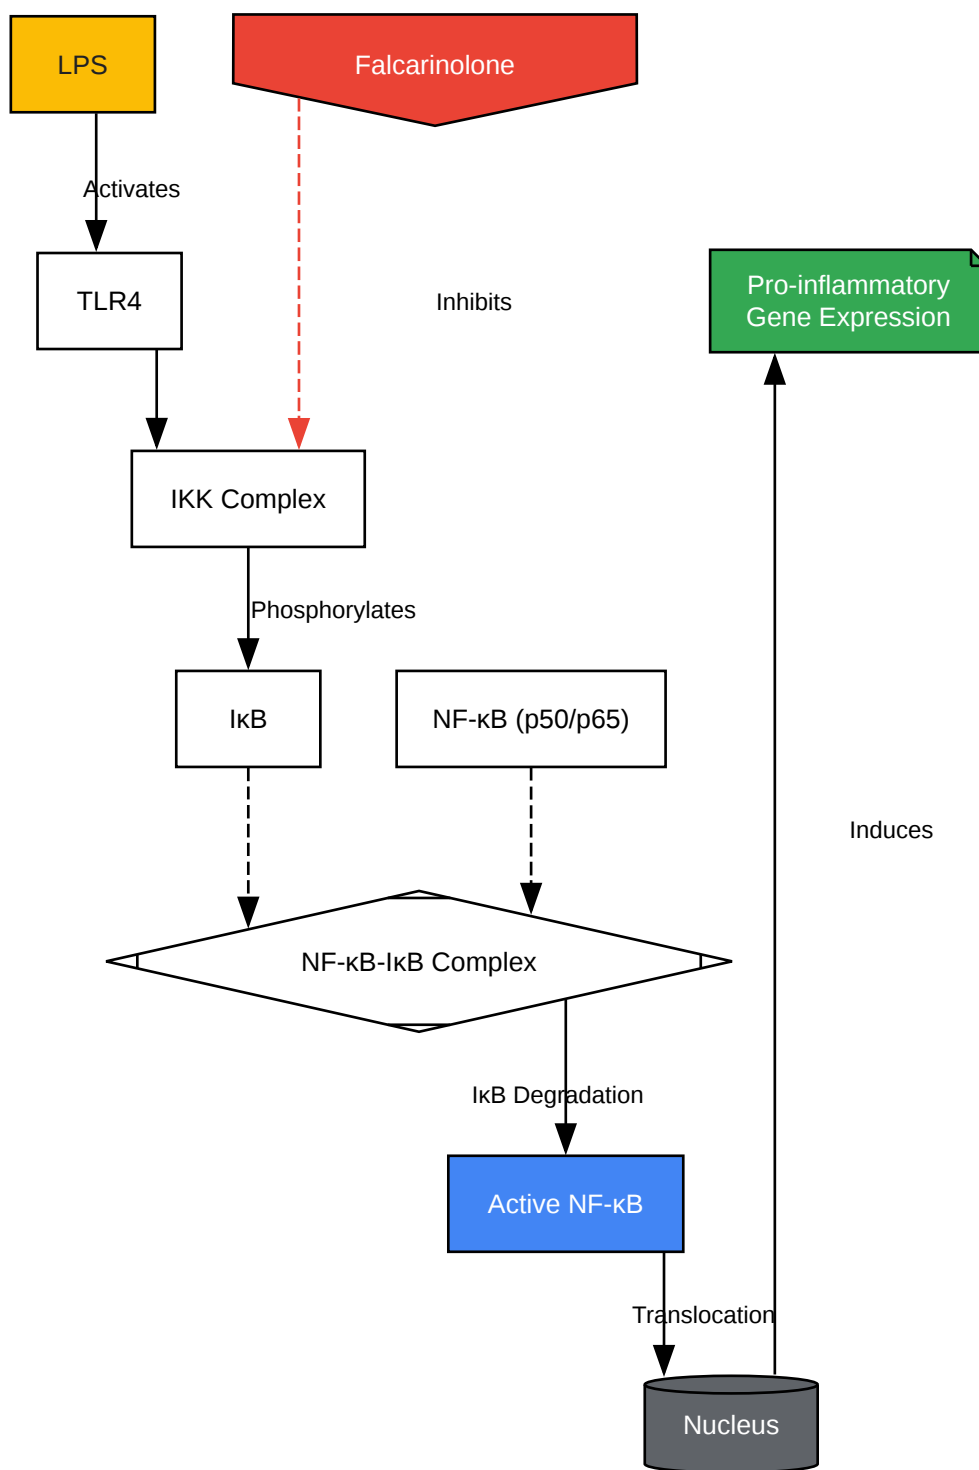 LPS
Falcarinolone
Activates
TLR4
Inhibits
Pro-inflammatory
Gene Expression
IKK Complex
Phosphorylates
IκB
NF-κB (p50/p65)
Induces
NF-κB-IκB Complex
IκB Degradation
Active NF-κB
Translocation
Nucleus